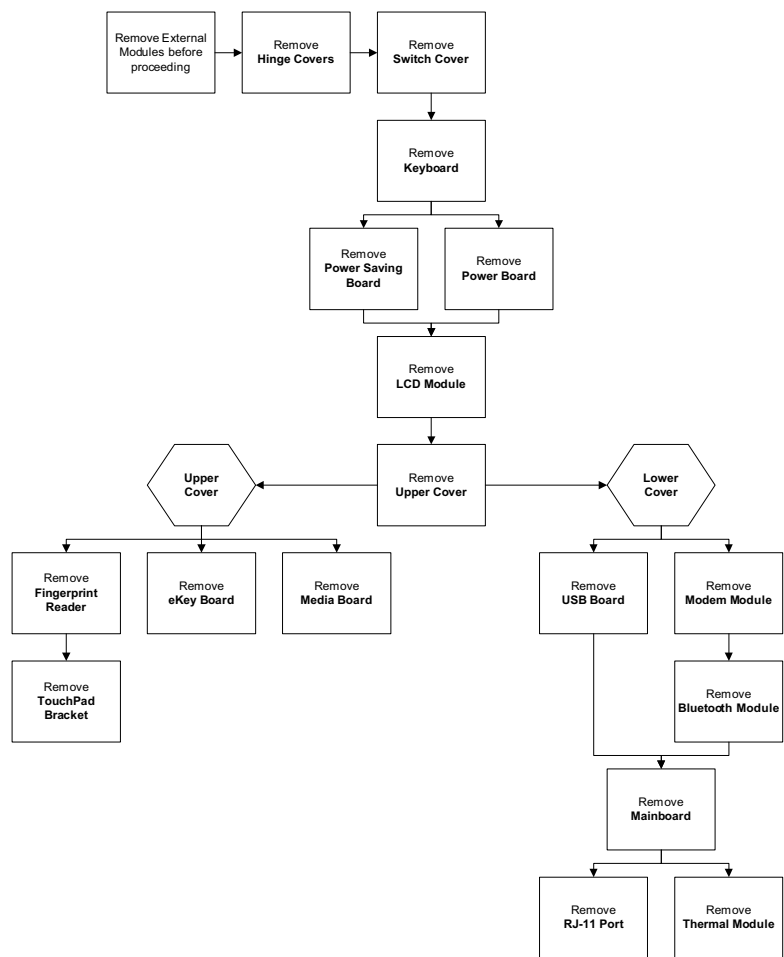 Remove External
Modules before
proceeding
Remove
Hinge Covers
Remove
Switch Cover
Remove
Keyboard
Remove
Power Saving
Board
Remove
Power Board
Remove
LCD Module
Upper
Cover
Remove
Upper Cover
Lower
Cover
Remove
Fingerprint
Reader
Remove
eKey Board
Remove
Media Board
Remove
USB Board
Remove
Modem Module
Remove
TouchPad
Bracket
Remove
Bluetooth Module
Remove
Mainboard
Remove
RJ-11 Port
Remove
Thermal Module